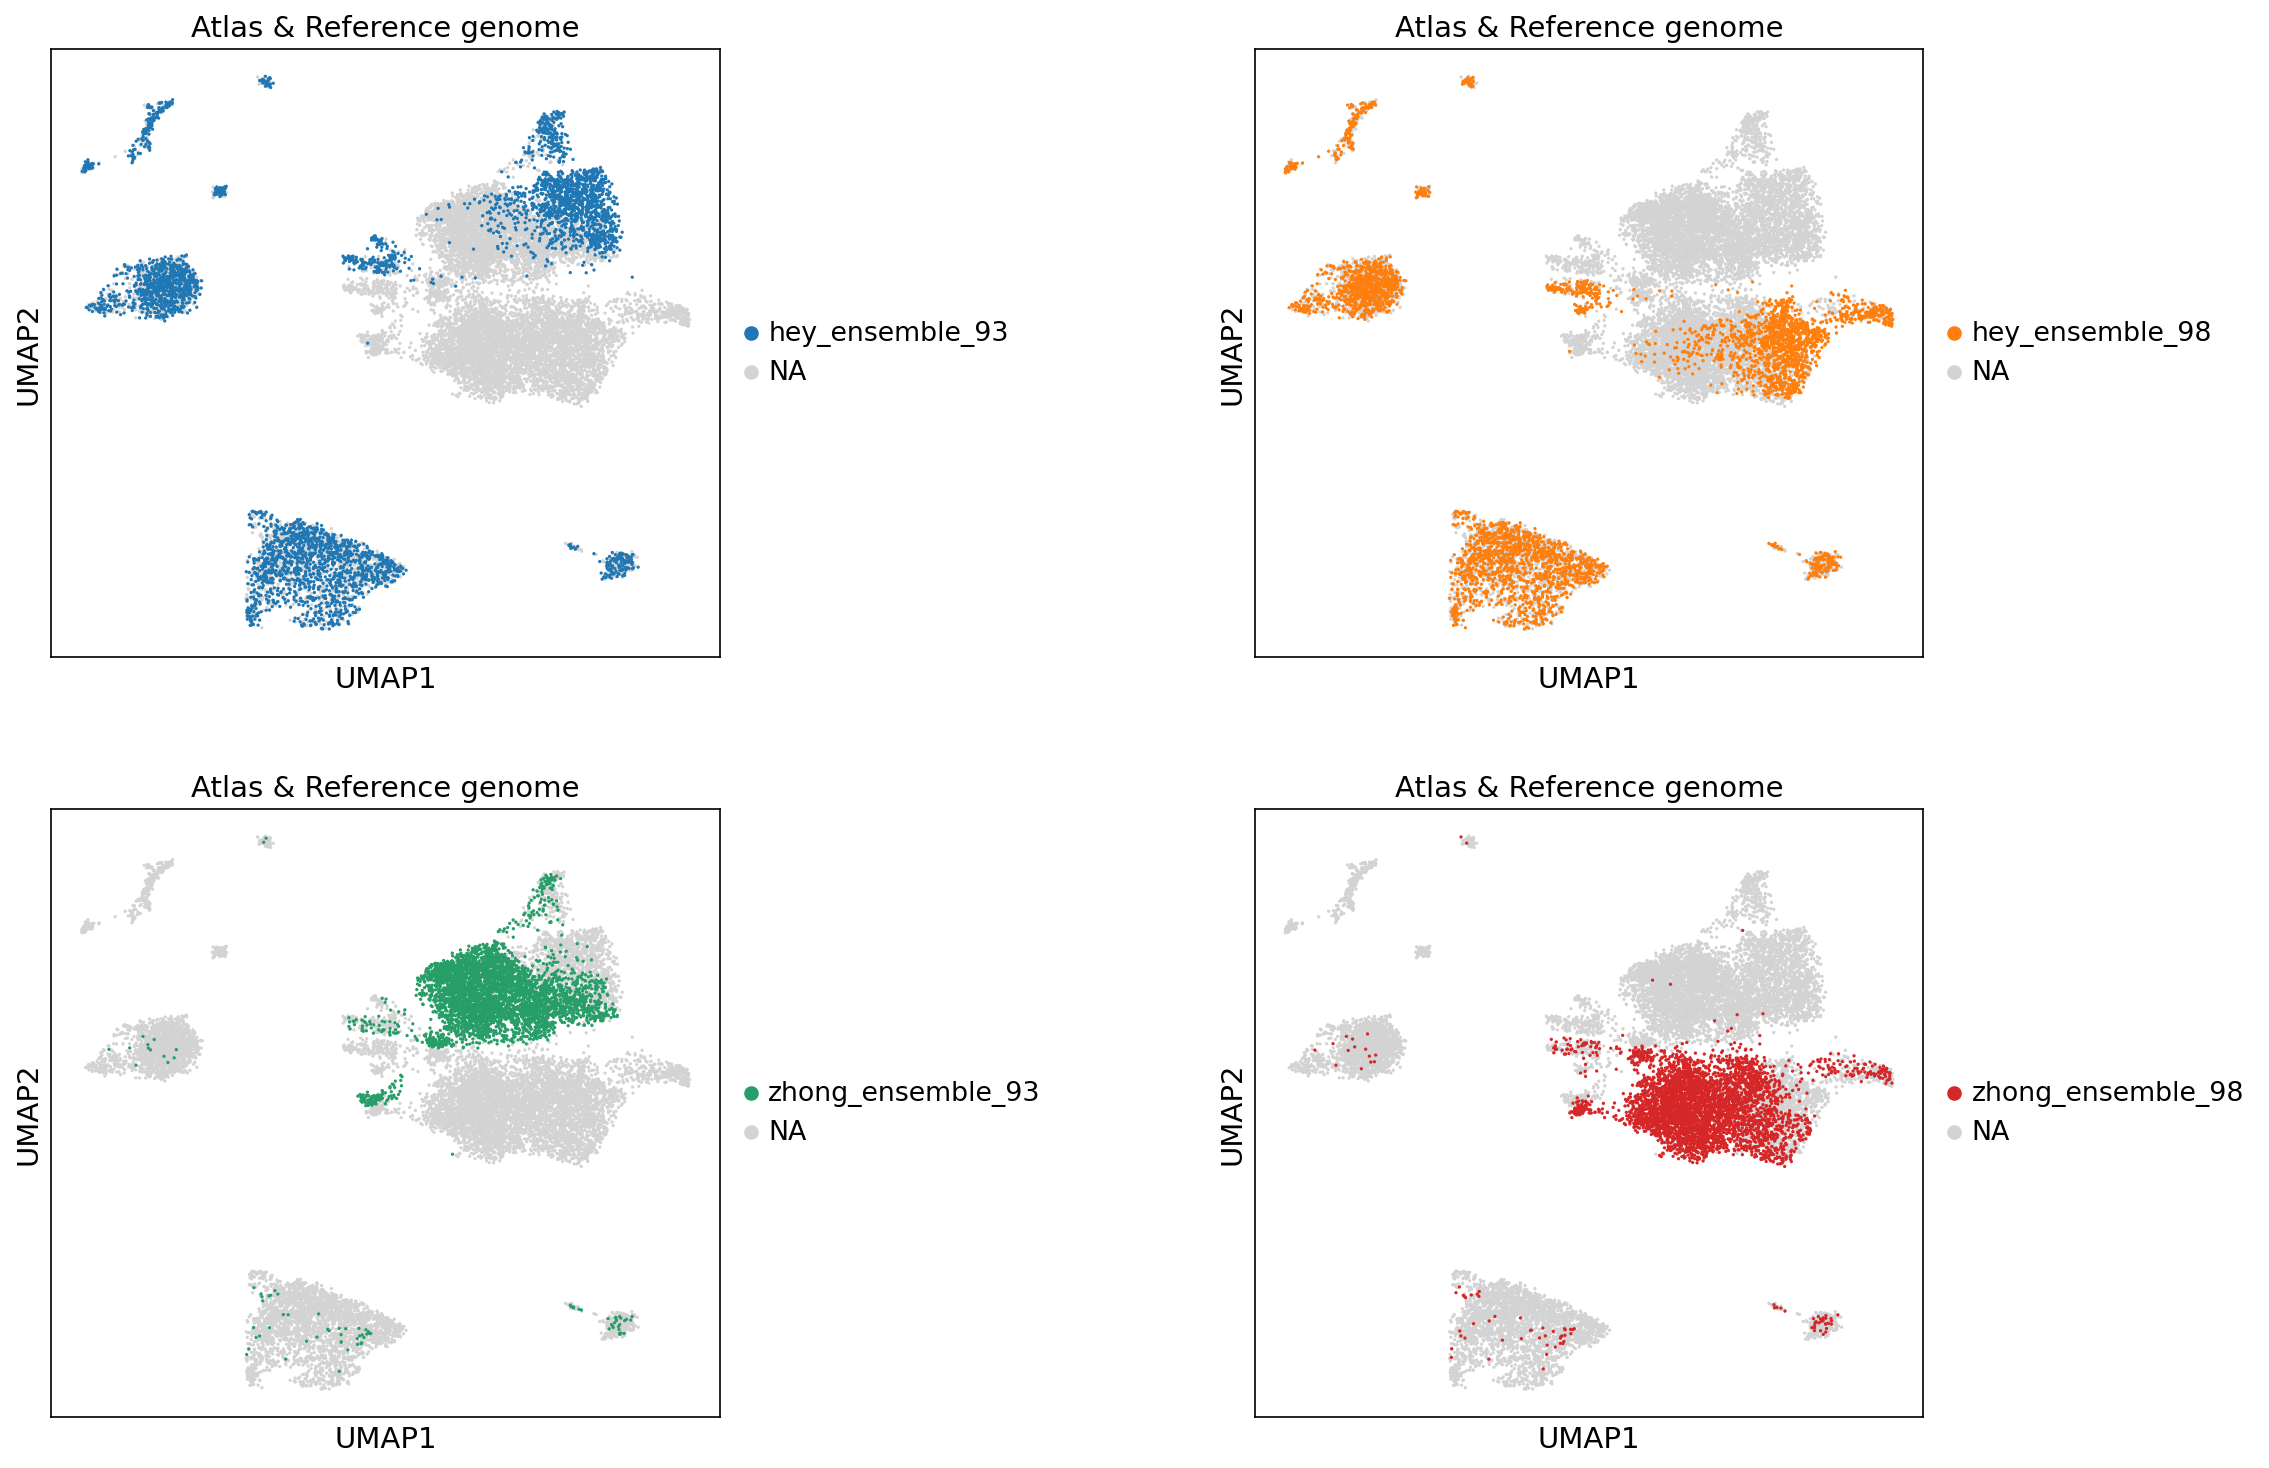 Atlas & Reference genome
UMAP2
hey_ensemble_93
NA
UMAP1
Atlas & Reference genome
UMAP2
hey_ensemble_98
NA
UMAP1
Atlas & Reference genome
UMAP2
zhong_ensemble_93
NA
UMAP1
Atlas & Reference genome
UMAP2
zhong_ensemble_98
NA
UMAP1